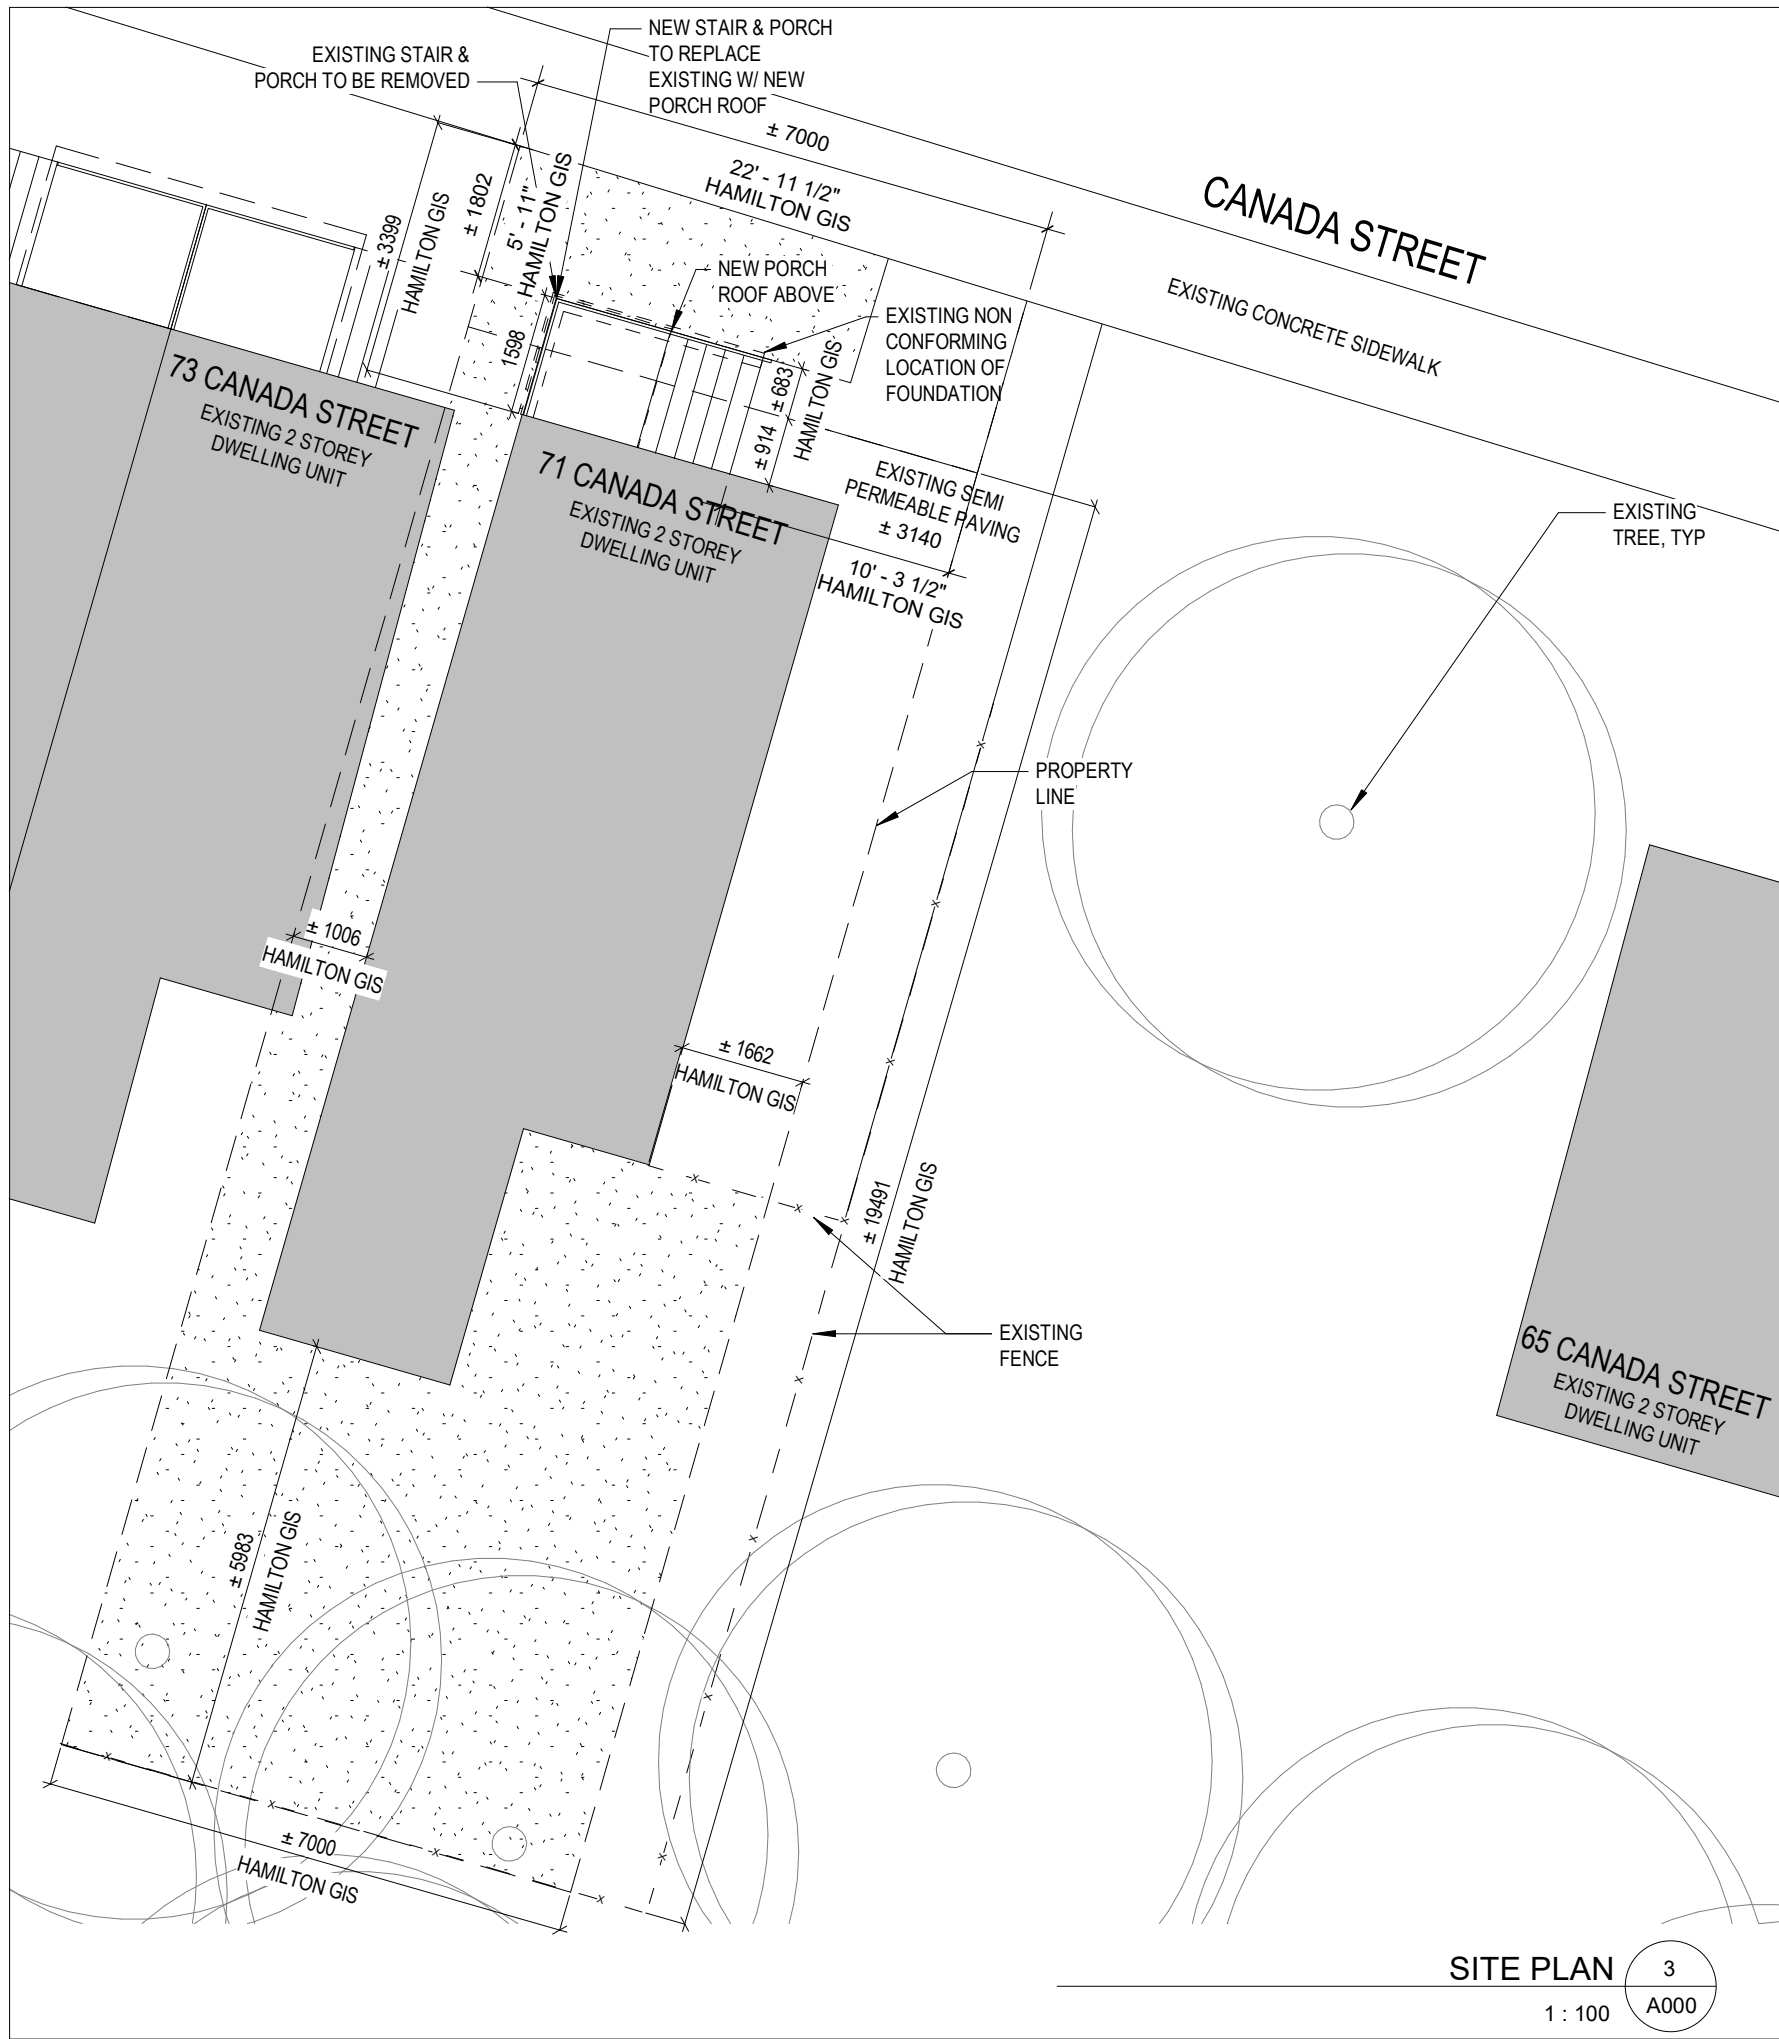 NEW STAIR & PORCH
TO REPLACE
EXISTING W/ NEW
PORCH ROOF
EXISTING STAIR &
PORCH TO BE REMOVED
± 7000
22' - 11 1/2"
HAMILTON GIS
CANADA STREET
EXISTING CONCRETE SIDEWALK
± 3399
HAMILTON GIS
± 1802
5' - 11"
HAMILTON GIS
NEW PORCH
ROOF ABOVE
EXISTING NON
CONFORMING
LOCATION OF
FOUNDATION
1598
± 683
± 914
HAMILTON GIS
73 CANADA STREET
EXISTING 2 STOREY
DWELLING UNIT
71 CANADA STREET
EXISTING 2 STOREY
DWELLING UNIT
EXISTING SEMI
PERMEABLE PAVING
± 3140
10' - 3 1/2"
HAMILTON GIS
EXISTING
TREE, TYP
PROPERTY
LINE
± 1006
HAMILTON GIS
± 1662
HAMILTON GIS
± 19491
HAMILTON GIS
EXISTING
FENCE
65 CANADA STREET
EXISTING 2 STOREY
DWELLING UNIT
± 5983
HAMILTON GIS
± 7000
HAMILTON GIS
SITE PLAN
3
1 : 100
A000